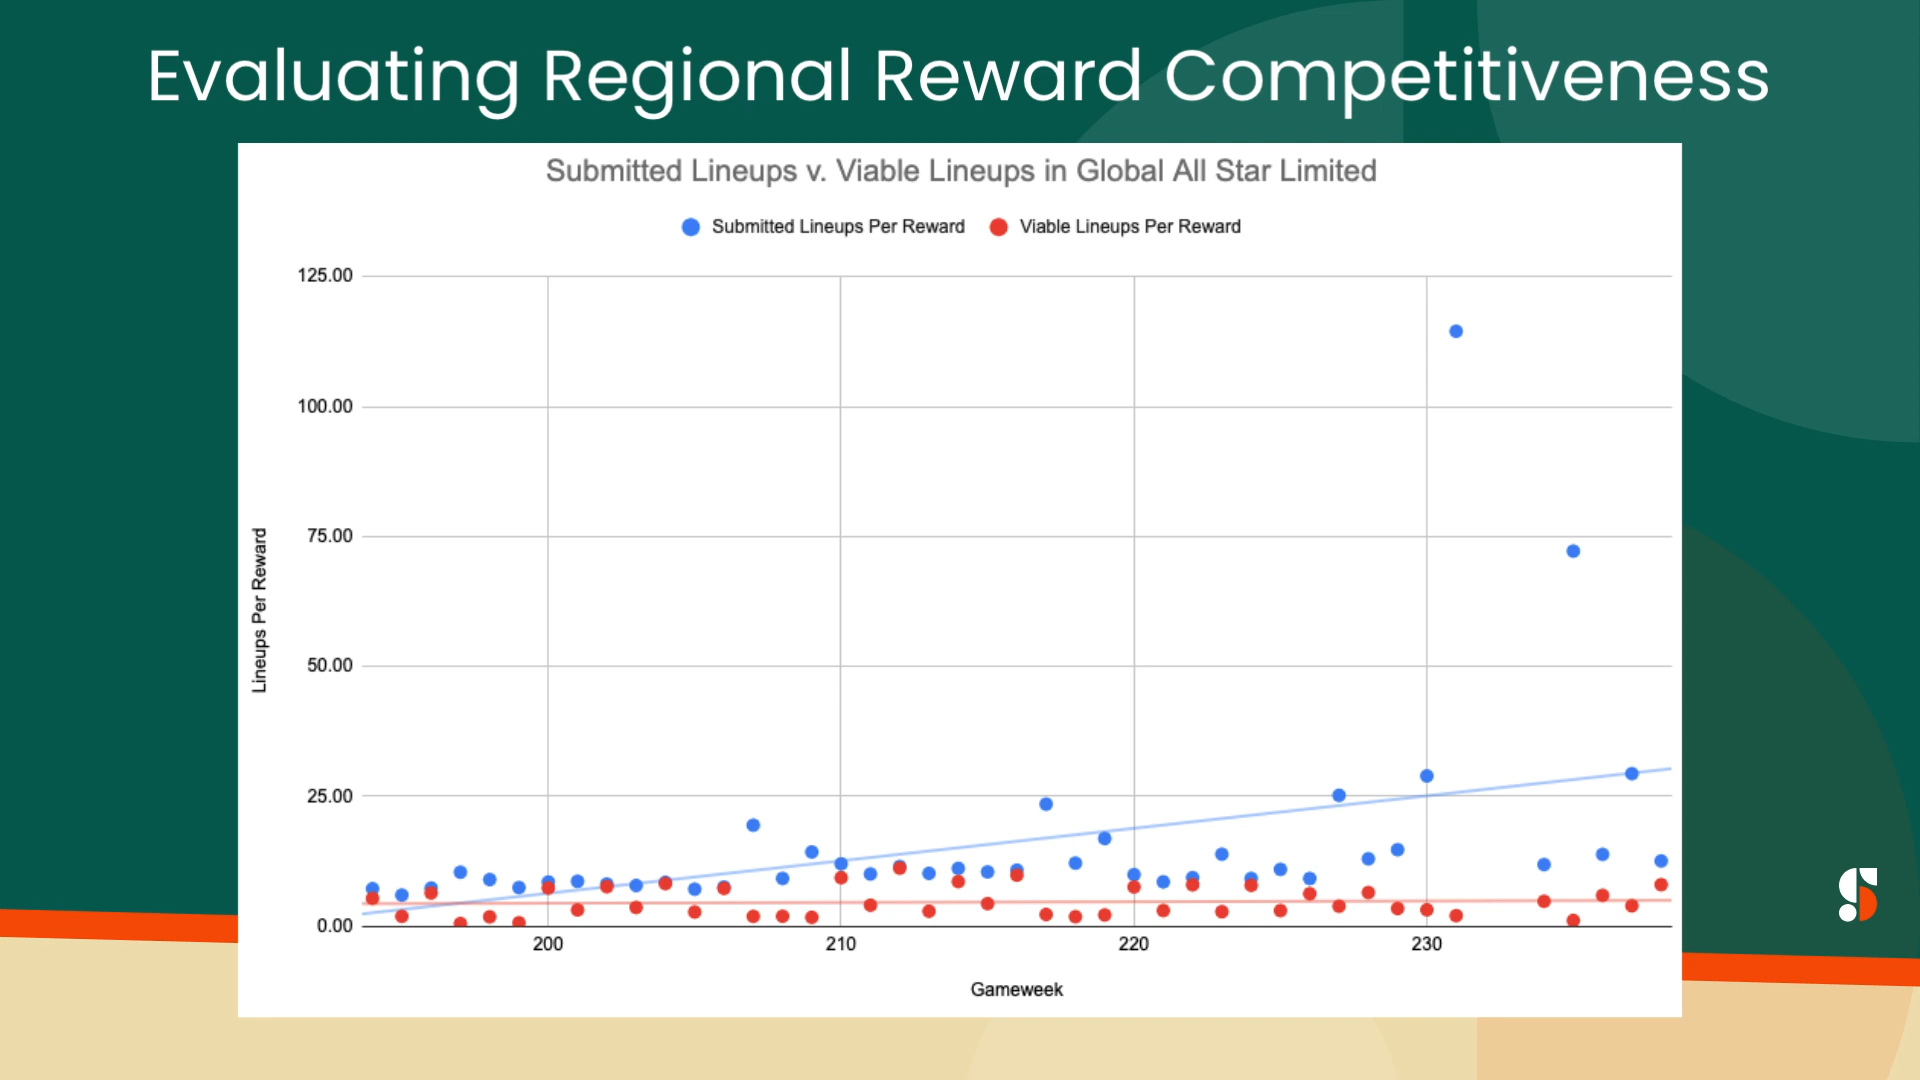 Evaluating Regional Reward Competitiveness
Submitted Lineups v. Viable Lineups in Global All Star Limited
Submitted Lineups Per Reward
Viable Lineups Per Reward
125.00
100.00
75.00
50.00
25.00
0.00
Lineups Per Reward
200
210
220
230
Gameweek